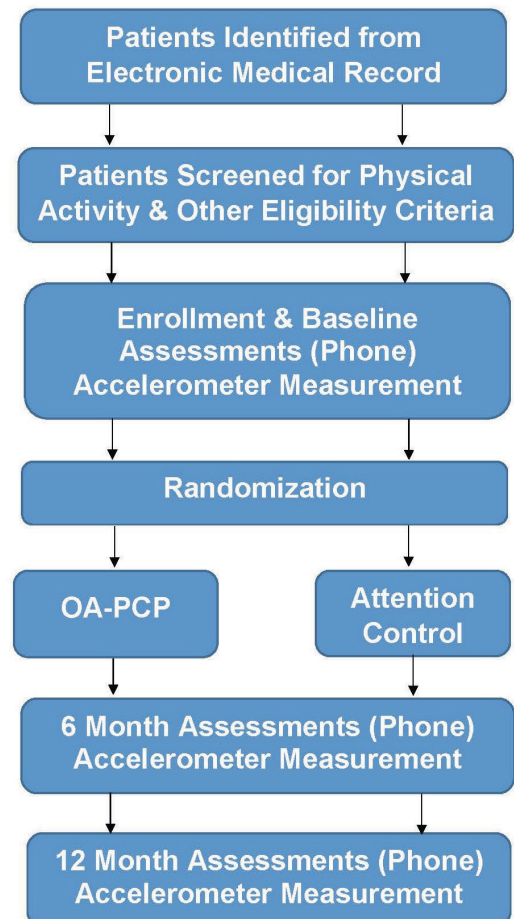 Patients Identified from
Electronic Medical Record
Patients Screened for Physical
Activity & Other Eligibility Criteria
Enrollment & Baseline
Assessments (Phone)
Accelerometer Measurement
Randomization
OA-PCP
Attention
Control
6 Month Assessments (Phone)
Accelerometer Measurement
12 Month Assessments (Phone)
Accelerometer Measurement